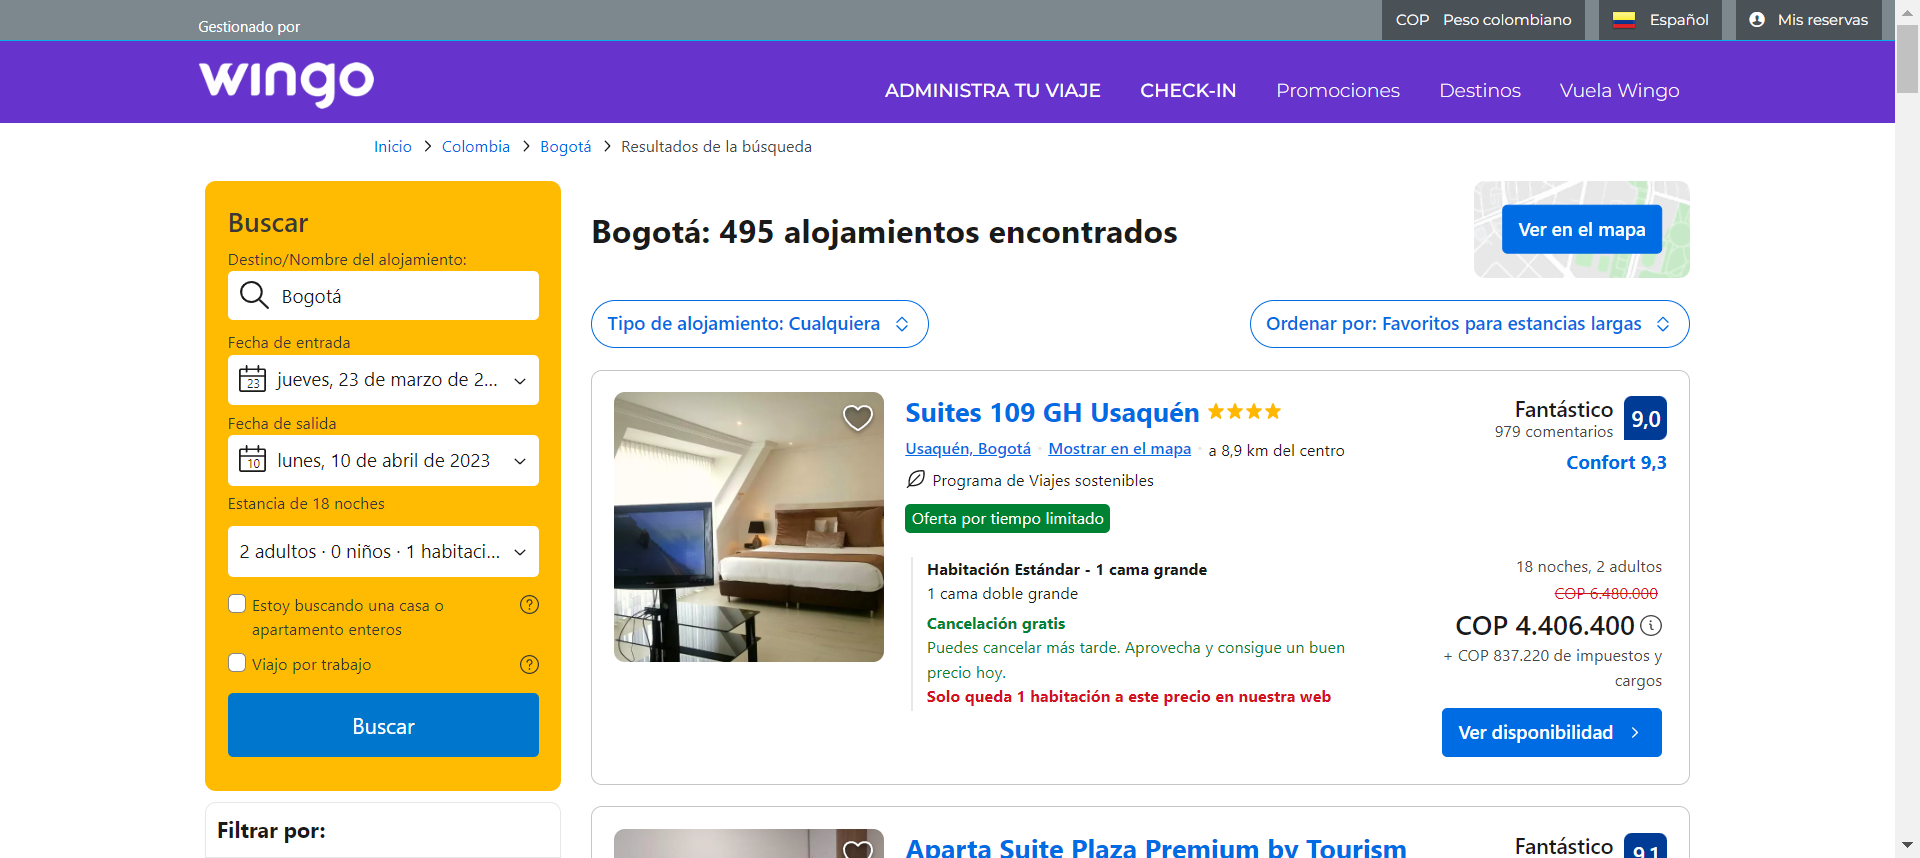 Gestionado por
COP Peso colombiano
Español
Mis reservas
wingo
ADMINISTRA TU VIAJE
CHECK-IN
Promociones
Destinos
Vuela Wingo
Inicio > Colombia > Bogotá > Resultados de la búsqueda
Buscar
Destino/Nombre del alojamiento:
Bogotá
Fecha de entrada
23
jueves, 23 de marzo de 2...
Fecha de salida
10
lunes, 10 de abril de 2023
Estancia de 18 noches
2 adultos · 0 niños · 1 habitaci...
Estoy buscando una casa o
apartamento enteros
?
Viajo por trabajo
?
Buscar
Filtrar por:
Bogotá: 495 alojamientos encontrados
Ver en el mapa
Tipo de alojamiento: Cualquiera
Ordenar por: Favoritos para estancias largas
Suites 109 GH Usaquén
Usaquén, Bogotá · Mostrar en el mapa · a 8,9 km del centro
Programa de Viajes sostenibles
Oferta por tiempo limitado
Fantástico
979 comentarios
9,0
Confort 9,3
Habitación Estándar - 1 cama grande
1 cama doble grande
Cancelación gratis
Puedes cancelar más tarde. Aprovecha y consigue un buen
precio hoy.
Solo queda 1 habitación a este precio en nuestra web
18 noches, 2 adultos
COP 6.480.000
COP 4.406.400
+ COP 837.220 de impuestos y
cargos
Ver disponibilidad
Aparta Suite Plaza Premium by Tourism
Fantástico
9,1